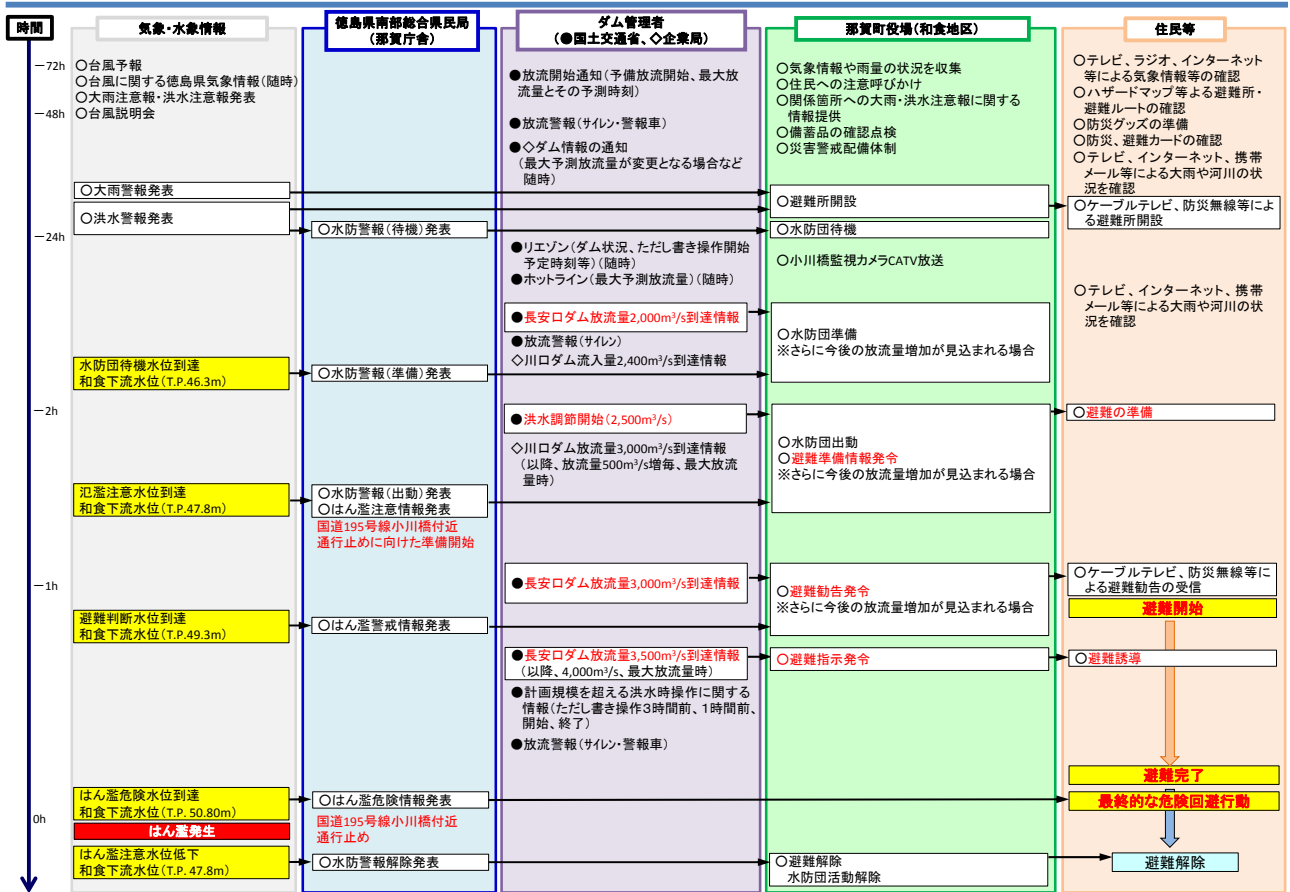 時間
気象・水象情報
徳島県南部総合県民局
(那賀庁舎)
ダム管理者
(●国土交通省、◇企業局)
那賀町役場(和食地区)
住民等
－72h
－48h
－24h
－2h
－1h
0h
○台風予報
○台風に関する徳島県気象情報(随時)
○大雨注意報・洪水注意報発表
○台風説明会
○大雨警報発表
○洪水警報発表
水防団待機水位到達
和食下流水位(T.P.46.3m)
氾濫注意水位到達
和食下流水位(T.P.47.8m)
避難判断水位到達
和食下流水位(T.P.49.3m)
はん濫危険水位到達
和食下流水位(T.P. 50.80m)
はん濫発生
はん濫注意水位低下
和食下流水位(T.P. 47.8m)
○水防警報(待機)発表
○水防警報(準備)発表
○水防警報(出動)発表
○はん濫注意情報発表
国道195号線小川橋付近
通行止めに向けた準備開始
○はん濫警戒情報発表
○はん濫危険情報発表
国道195号線小川橋付近
通行止め
○水防警報解除発表
●放流開始通知(予備放流開始、最大放
流量とその予測時刻)
●放流警報(サイレン・警報車)
●◇ダム情報の通知
(最大予測放流量が変更となる場合など
随時)
●リエゾン(ダム状況、ただし書き操作開始
予定時刻等)(随時)
●ホットライン(最大予測放流量)(随時)
●長安口ダム放流量2,000m³/s到達情報
●放流警報(サイレン)
◇川口ダム流入量2,400m³/s到達情報
●洪水調節開始(2,500m³/s)
◇川口ダム放流量3,000m³/s到達情報
(以降、放流量500m³/s増毎、最大放流
量時)
●長安口ダム放流量3,000m³/s到達情報
●長安口ダム放流量3,500m³/s到達情報
(以降、4,000m³/s、最大放流量時)
●計画規模を超える洪水時操作に関する
情報(ただし書き操作3時間前、1時間前、
開始、終了)
●放流警報(サイレン・警報車)
○気象情報や雨量の状況を収集
○住民への注意呼びかけ
○関係箇所への大雨・洪水注意報に関する
情報提供
○備蓄品の確認点検
○災害警戒配備体制
○避難所開設
○水防団待機
○小川橋監視カメラCATV放送
○水防団準備
※さらに今後の放流量増加が見込まれる場合
○水防団出動
○避難準備情報発令
※さらに今後の放流量増加が見込まれる場合
○避難勧告発令
※さらに今後の放流量増加が見込まれる場合
○避難指示発令
○避難解除
水防団活動解除
○テレビ、ラジオ、インターネット
等による気象情報等の確認
○ハザードマップ等よる避難所・
避難ルートの確認
○防災グッズの準備
○防災、避難カードの確認
○テレビ、インターネット、携帯
メール等による大雨や河川の状
況を確認
○ケーブルテレビ、防災無線等によ
る避難所開設
○テレビ、インターネット、携帯
メール等による大雨や河川の状
況を確認
○避難の準備
○ケーブルテレビ、防災無線等に
よる避難勧告の受信
避難開始
○避難誘導
避難完了
最終的な危険回避行動
避難解除